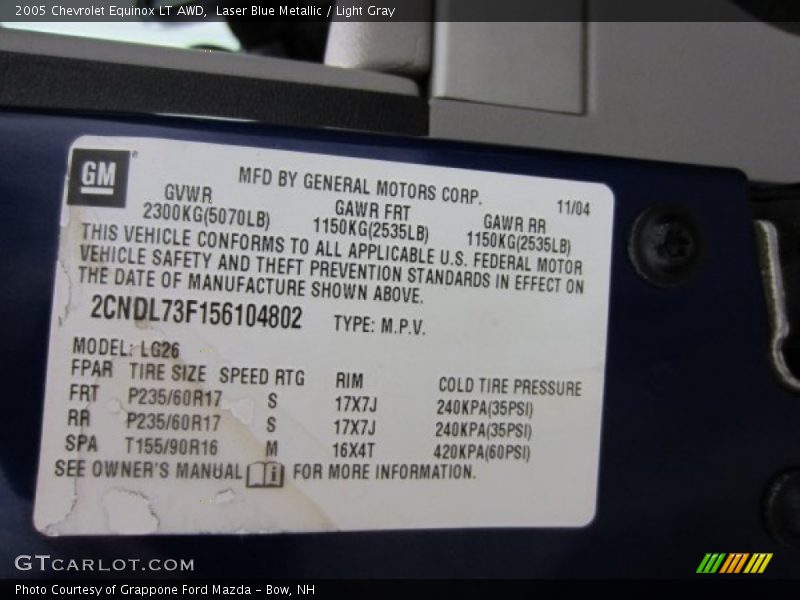 2005 Chevrolet Equinox LT AWD, Laser Blue Metallic / Light Gray
GM
MFD BY GENERAL MOTORS CORP. 11/04
GVWR GAWR FRT GAWR RR
2300KG(5070LB) 1150KG(2535LB) 1150KG(2535LB)
THIS VEHICLE CONFORMS TO ALL APPLICABLE U.S. FEDERAL MOTOR
VEHICLE SAFETY AND THEFT PREVENTION STANDARDS IN EFFECT ON
THE DATE OF MANUFACTURE SHOWN ABOVE.
2CNDL73F156104802 TYPE: M.P.V.
MODEL: LG26
FPAR TIRE SIZE SPEED RTG RIM COLD TIRE PRESSURE
FRT P235/60R17 S 17X7J 240KPA(35PSI)
RR P235/60R17 S 17X7J 240KPA(35PSI)
SPA T155/90R16 M 16X4T 420KPA(60PSI)
SEE OWNER'S MANUAL i FOR MORE INFORMATION.
GTCARLOT.COM
Photo Courtesy of Grappone Ford Mazda - Bow, NH